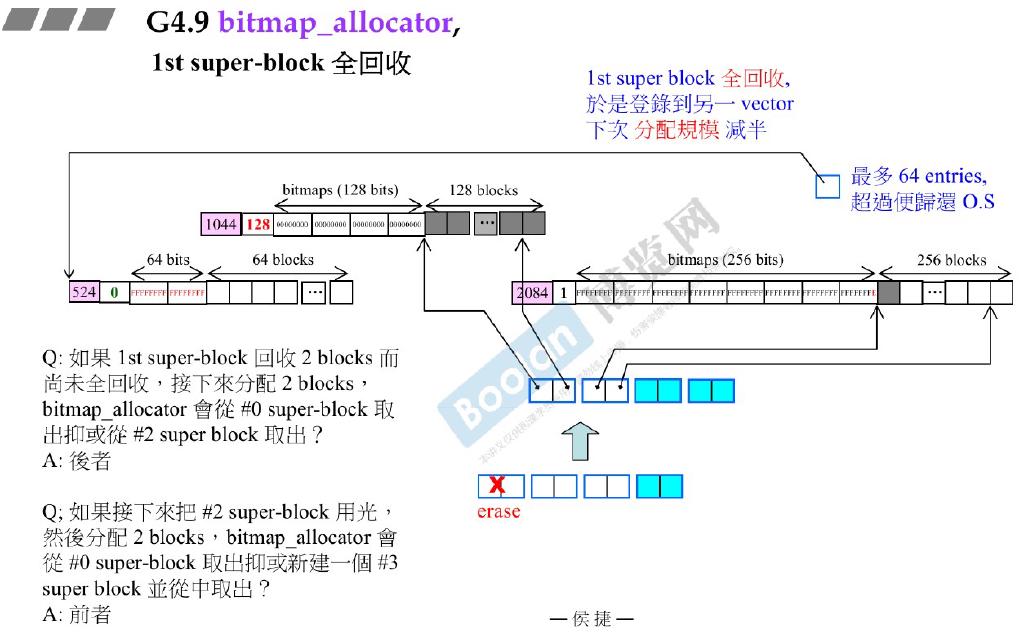 G4.9 bitmap_allocator,
1st super-block 全回收
1st super block 全回收,
於是登錄到另一 vector
下次 分配規模 減半
最多 64 entries,
超過便歸還 O.S
bitmaps (128 bits)
128 blocks
1044 128 00000000 00000000 00000000 00000000 ...
64 bits
64 blocks
524 0 FFFFFFFF FFFFFFFF ...
bitmaps (256 bits)
256 blocks
2084 1 FFFFFFFF FFFFFFFF FFFFFFFF FFFFFFFF FFFFFFFF FFFFFFFF FFFFFFFF FFFFFFFE ...
Q: 如果 1st super-block 回收 2 blocks 而
尚未全回收,接下來分配 2 blocks,
bitmap_allocator 會從 #0 super-block 取
出抑或從 #2 super block 取出?
A: 後者
Q; 如果接下來把 #2 super-block 用光,
然後分配 2 blocks,bitmap_allocator 會
從 #0 super-block 取出抑或新建一個 #3
super block 並從中取出?
A: 前者
X
erase
Boolan 博览网
— 侯捷 —